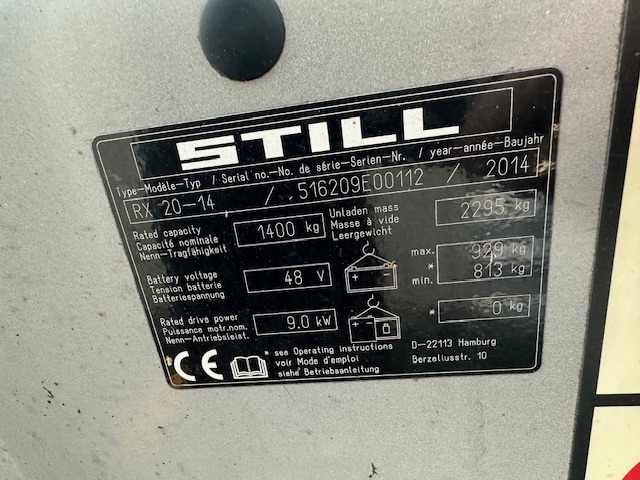 STILL
Type-Modèle-Typ / Serial no.-No. de série-Serien-Nr. / year-année-Baujahr
RX 20-14 / 516209E00112 / 2014
Rated capacity
Capacité nominale
Nenn-Tragfähigkeit
1400 kg
Unladen mass
Masse à vide
Leergewicht
2295 kg
Battery voltage
Tension batterie
Batteriespannung
48 V
+ -
max. 929 kg
*
min. 813 kg
Rated drive power
Puissance motr.nom.
Nenn-Antriebsleist.
9.0 kW
+ -
* 0 kg
CE
* see Operating instructions
voir Mode d'emploi
siehe Betriebsanleitung
D-22113 Hamburg
Berzeliusstr. 10